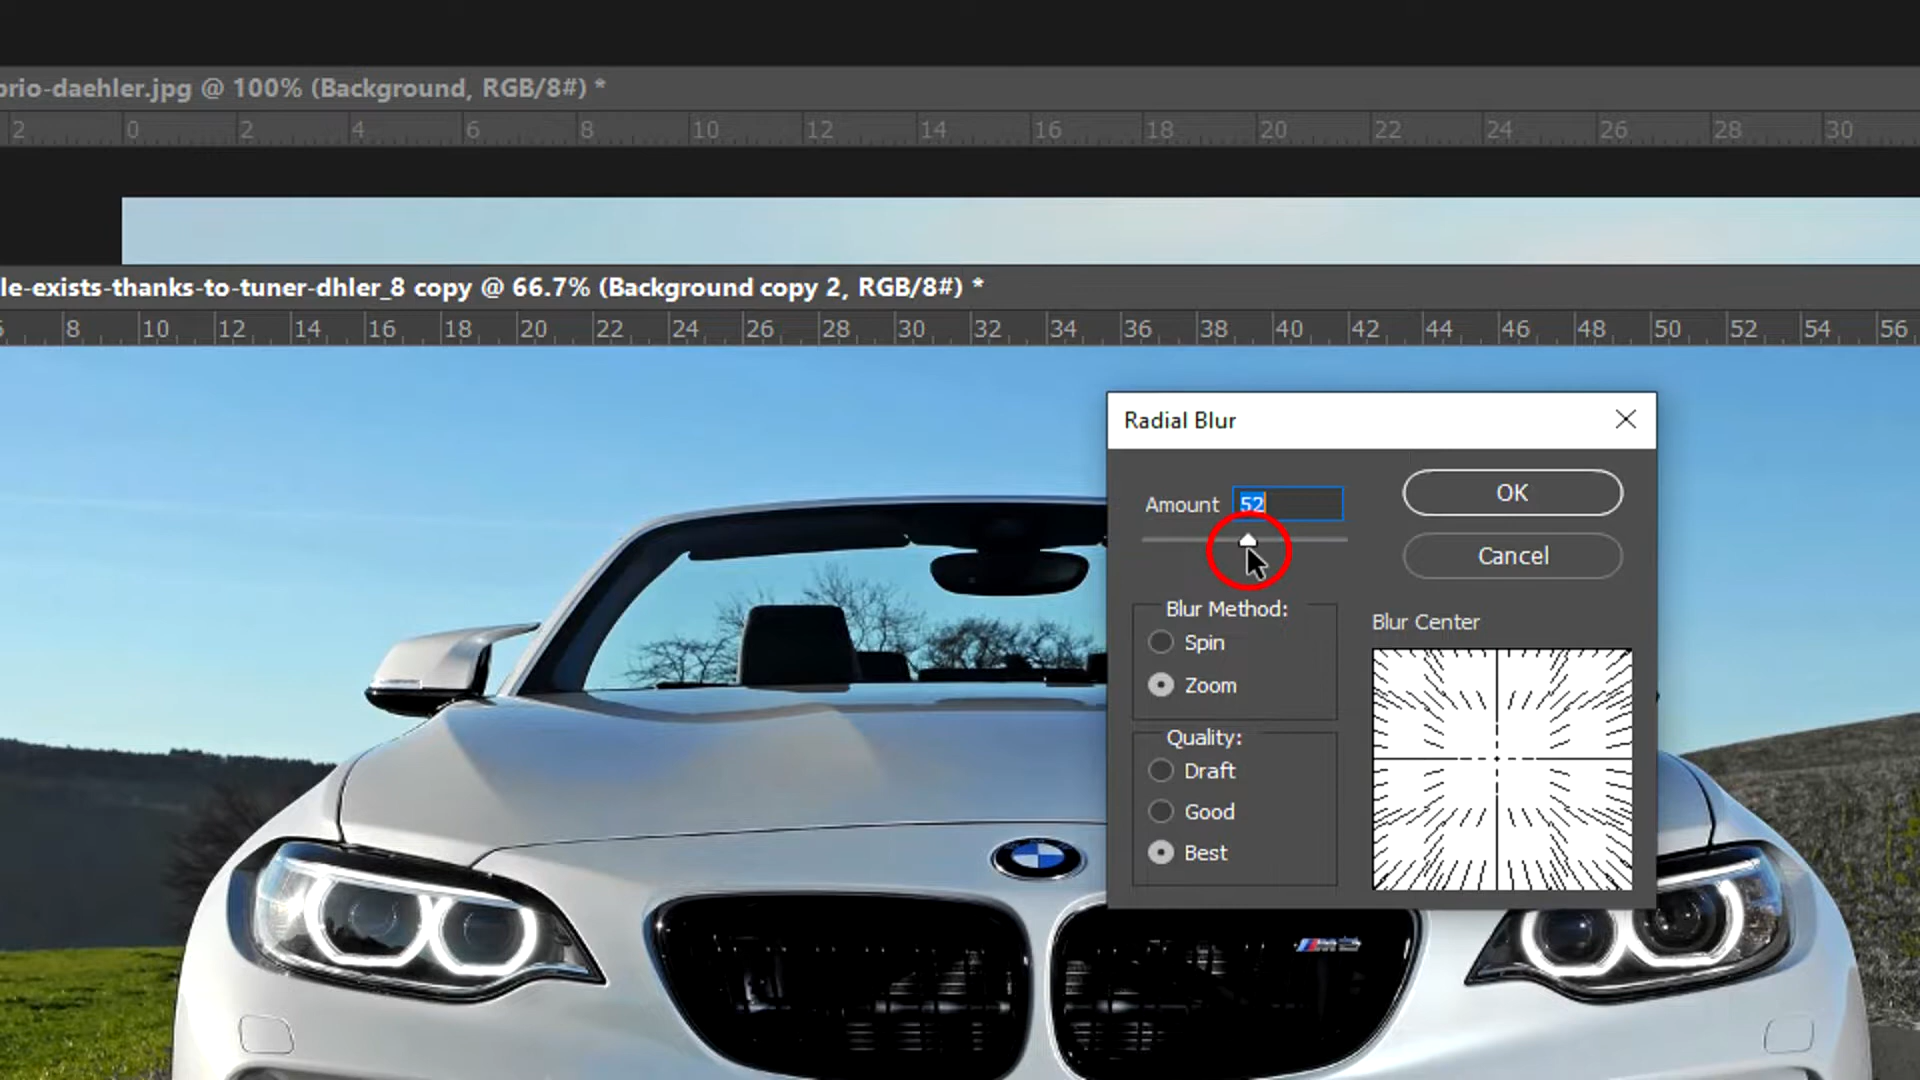 orio-daehler.jpg @ 100% (Background, RGB/8#) *
2 0 2 4 6 8 10 12 14 16 18 20 22 24 26 28 30
le-exists-thanks-to-tuner-dhler_8 copy @ 66.7% (Background copy 2, RGB/8#) *
6 8 10 12 14 16 18 20 22 24 26 28 30 32 34 36 38 40 42 44 46 48 50 52 54 56
Radial Blur
Amount 52
OK
Cancel
Blur Method:
Spin
Zoom
Blur Center
Quality:
Draft
Good
Best